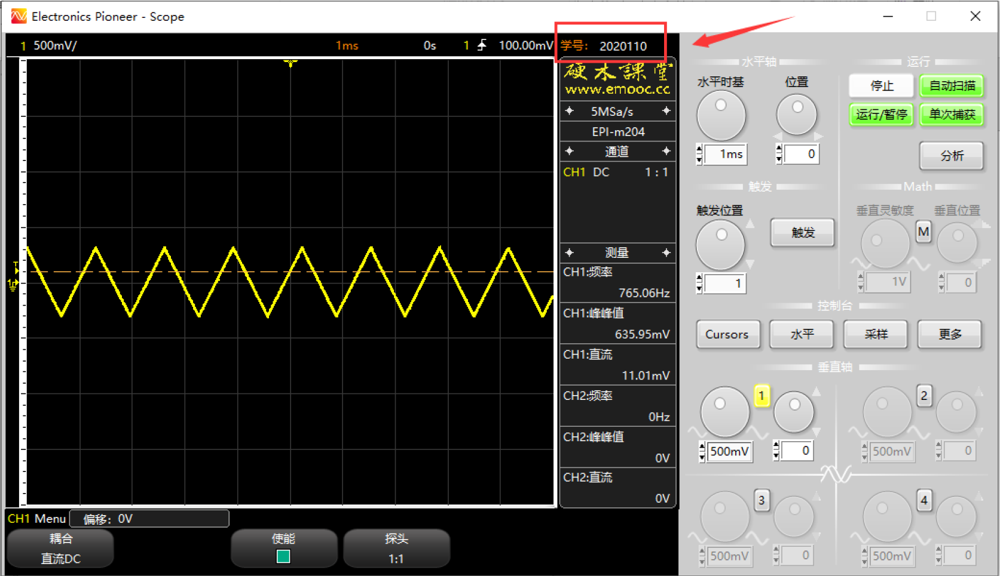 Electronics Pioneer - Scope
1 500mV/ 1ms 0s 1 100.00mV 学号: 2020110
硬木課堂
www.emooc.cc
5MSa/s
EPI-m204
通道
CH1 DC 1 : 1
测量
CH1:频率
765.06Hz
CH1:峰峰值
635.95mV
CH1:直流
11.01mV
CH2:频率
0Hz
CH2:峰峰值
0V
CH2:直流
0V
T
1
CH1 Menu 偏移: 0V
耦合
直流DC
使能
探头
1:1
水平轴
水平时基 位置
1ms 0
运行
停止 自动扫描
运行/暂停 单次捕获
分析
触发
触发位置
触发
1
Math
垂直灵敏度 垂直位置
M
1V 0
控制台
Cursors 水平 采样 更多
垂直轴
1 2
500mV 0 500mV 0
3 4
500mV 0 500mV 0